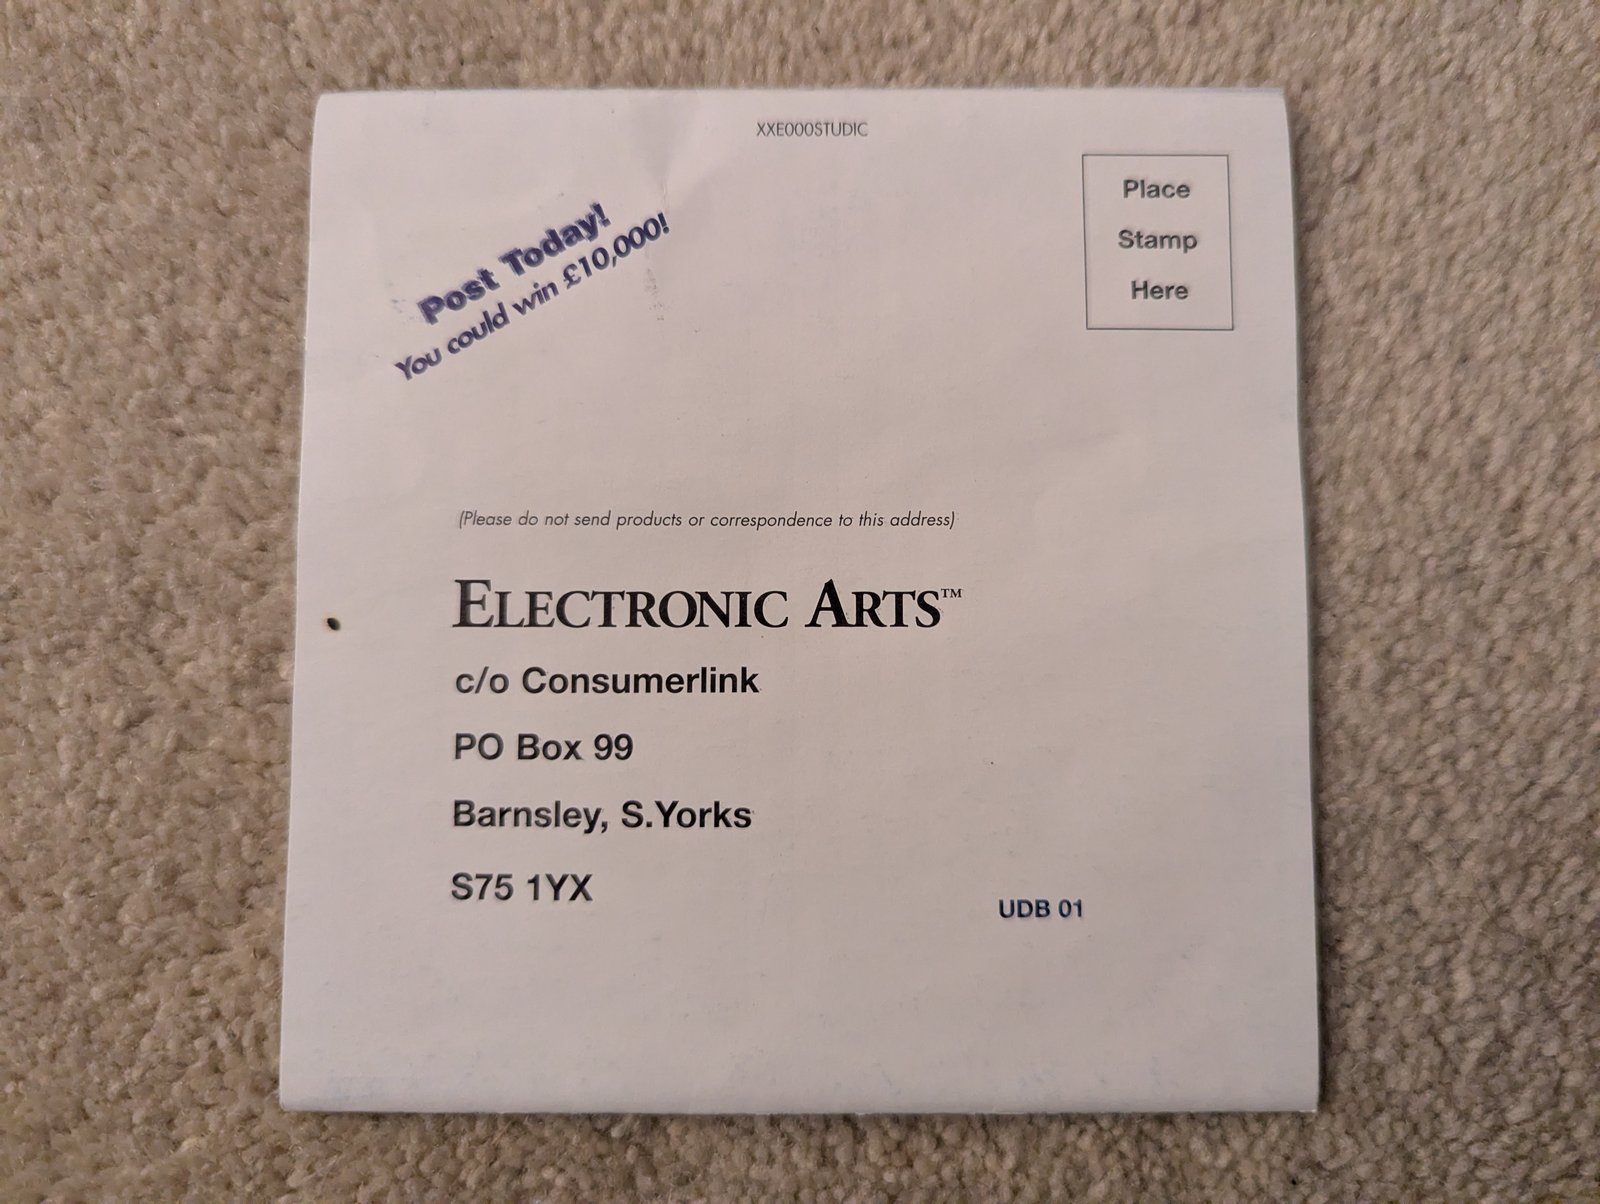 XXE000STUDIC
Place
Stamp
Here
Post Today!
You could win £10,000!
(Please do not send products or correspondence to this address)
ELECTRONIC ARTS™
c/o Consumerlink
PO Box 99
Barnsley, S.Yorks
S75 1YX
UDB 01